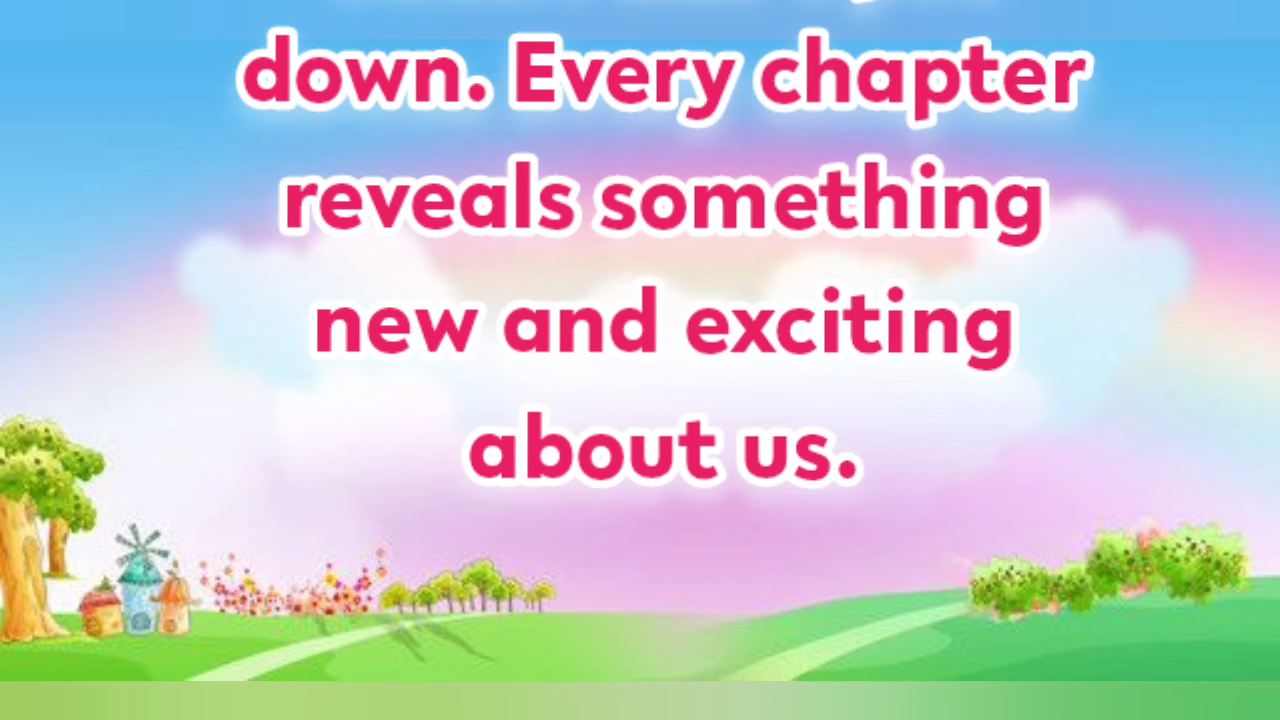 down. Every chapter
reveals something
new and exciting
about us.